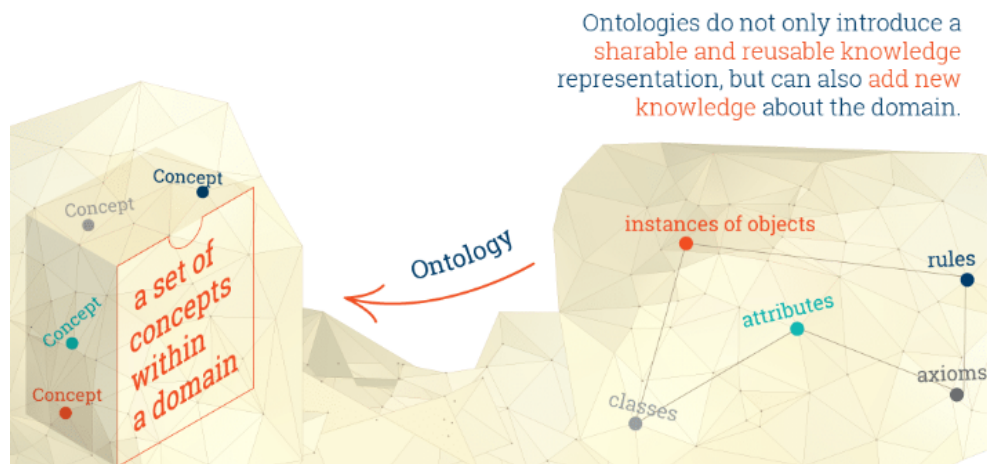 Ontologies do not only introduce a
sharable and reusable knowledge
representation, but can also add new
knowledge about the domain.
Concept
Concept
Concept
Concept
a set of
concepts
within
a domain
Ontology
instances of objects
rules
attributes
axioms
classes